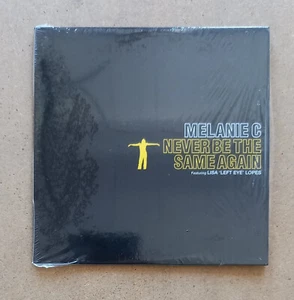 MELANIE C
NEVER BE THE
SAME AGAIN
Featuring LISA 'LEFT EYE' LOPES